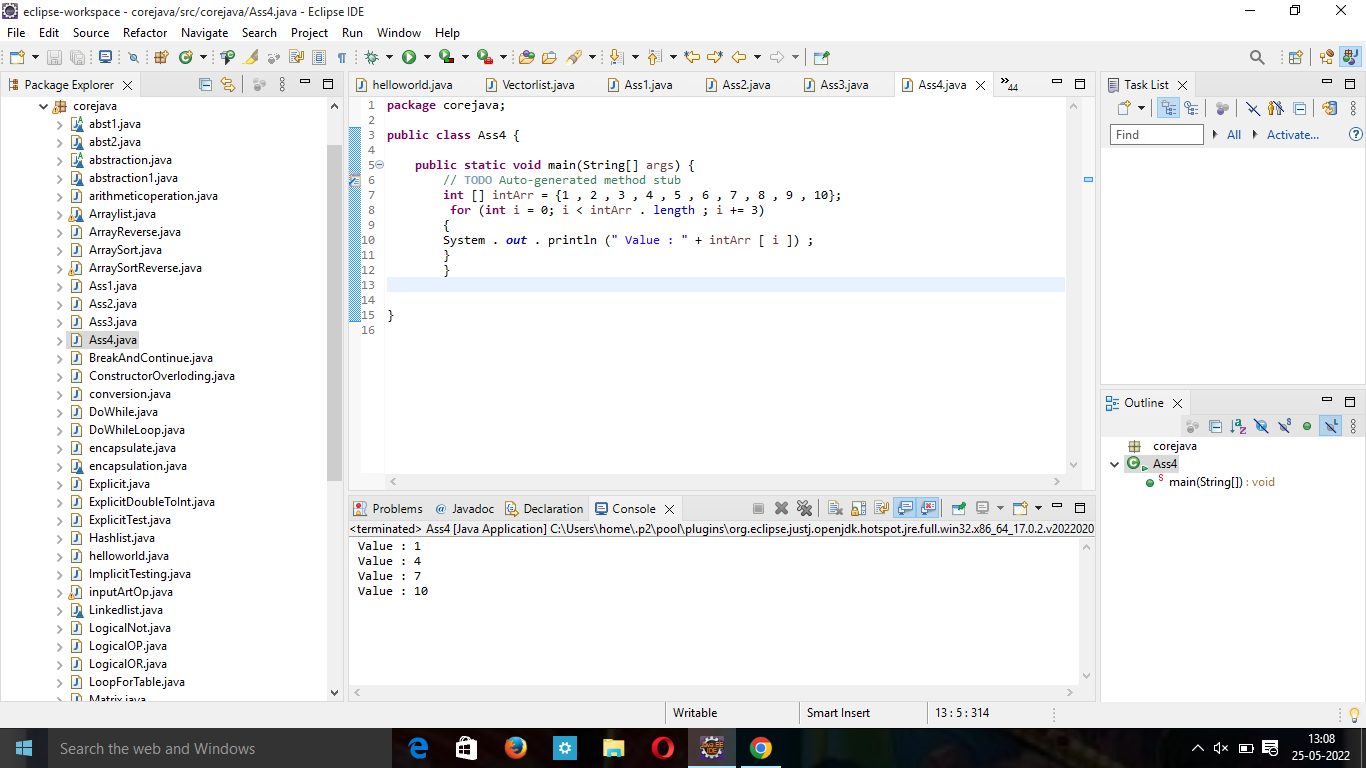 eclipse-workspace - corejava/src/corejava/Ass4.java - Eclipse IDE
File Edit Source Refactor Navigate Search Project Run Window Help
Package Explorer
corejava
abst1.java
abst2.java
abstraction.java
abstraction1.java
arithmeticoperation.java
Arraylist.java
ArrayReverse.java
ArraySort.java
ArraySortReverse.java
Ass1.java
Ass2.java
Ass3.java
Ass4.java
BreakAndContinue.java
ConstructorOverloding.java
conversion.java
DoWhile.java
DoWhileLoop.java
encapsulate.java
encapsulation.java
Explicit.java
ExplicitDoubleToInt.java
ExplicitTest.java
Hashlist.java
helloworld.java
ImplicitTesting.java
inputArtOp.java
Linkedlist.java
LogicalNot.java
LogicalOP.java
LogicalOR.java
LoopForTable.java
Matrix.java
helloworld.java Vectorlist.java Ass1.java Ass2.java Ass3.java Ass4.java 44
1 package corejava;
2
3 public class Ass4 {
4
5 public static void main(String[] args) {
6 // TODO Auto-generated method stub
7 int [] intArr = {1 , 2 , 3 , 4 , 5 , 6 , 7 , 8 , 9 , 10};
8 for (int i = 0; i < intArr . length ; i += 3)
9 {
10 System . out . println (" Value : " + intArr [ i ]) ;
11 }
12 }
13
14
15 }
16
Problems @ Javadoc Declaration Console
<terminated> Ass4 [Java Application] C:\Users\home\.p2\pool\plugins\org.eclipse.justj.openjdk.hotspot.jre.full.win32.x86_64_17.0.2.v2022020
Value : 1
Value : 4
Value : 7
Value : 10
Task List
Find All Activate...
Outline
corejava
Ass4
main(String[]) : void
Writable Smart Insert 13 : 5 : 314
Search the web and Windows
13:08
25-05-2022